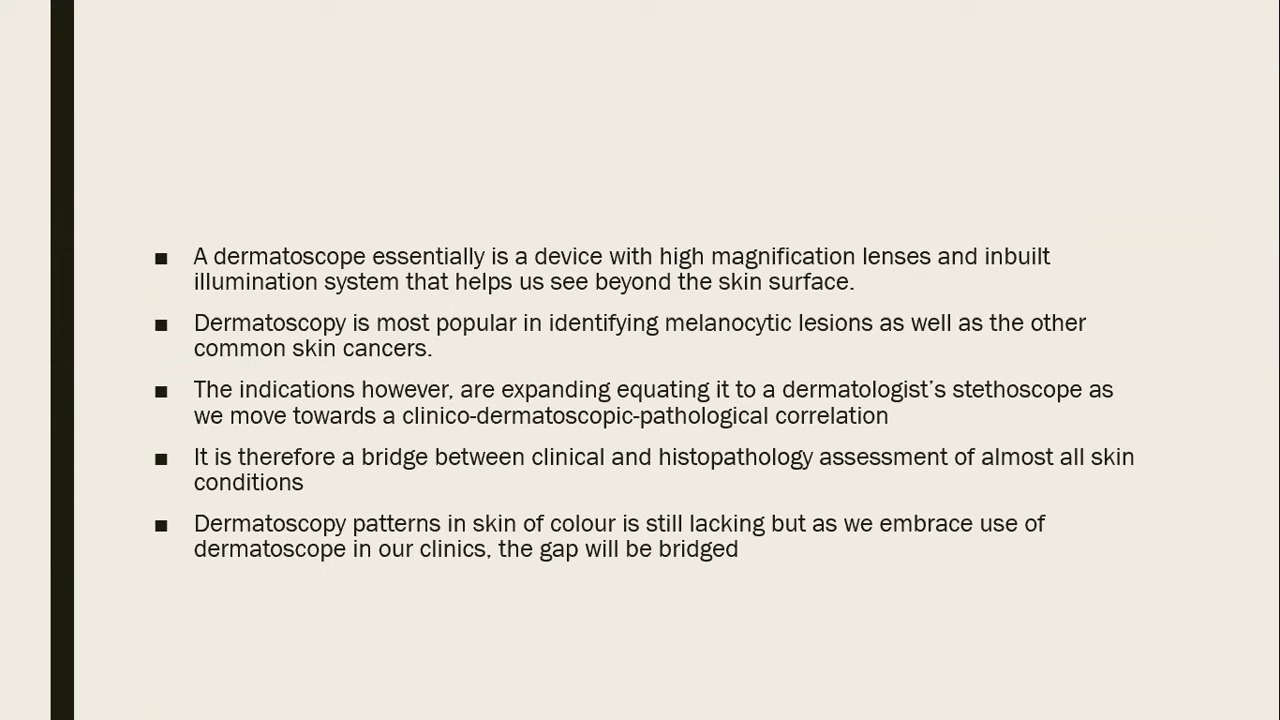 ■ A dermatoscope essentially is a device with high magnification lenses and inbuilt
illumination system that helps us see beyond the skin surface.
■ Dermatoscopy is most popular in identifying melanocytic lesions as well as the other
common skin cancers.
■ The indications however, are expanding equating it to a dermatologist’s stethoscope as
we move towards a clinico-dermatoscopic-pathological correlation
■ It is therefore a bridge between clinical and histopathology assessment of almost all skin
conditions
■ Dermatoscopy patterns in skin of colour is still lacking but as we embrace use of
dermatoscope in our clinics, the gap will be bridged